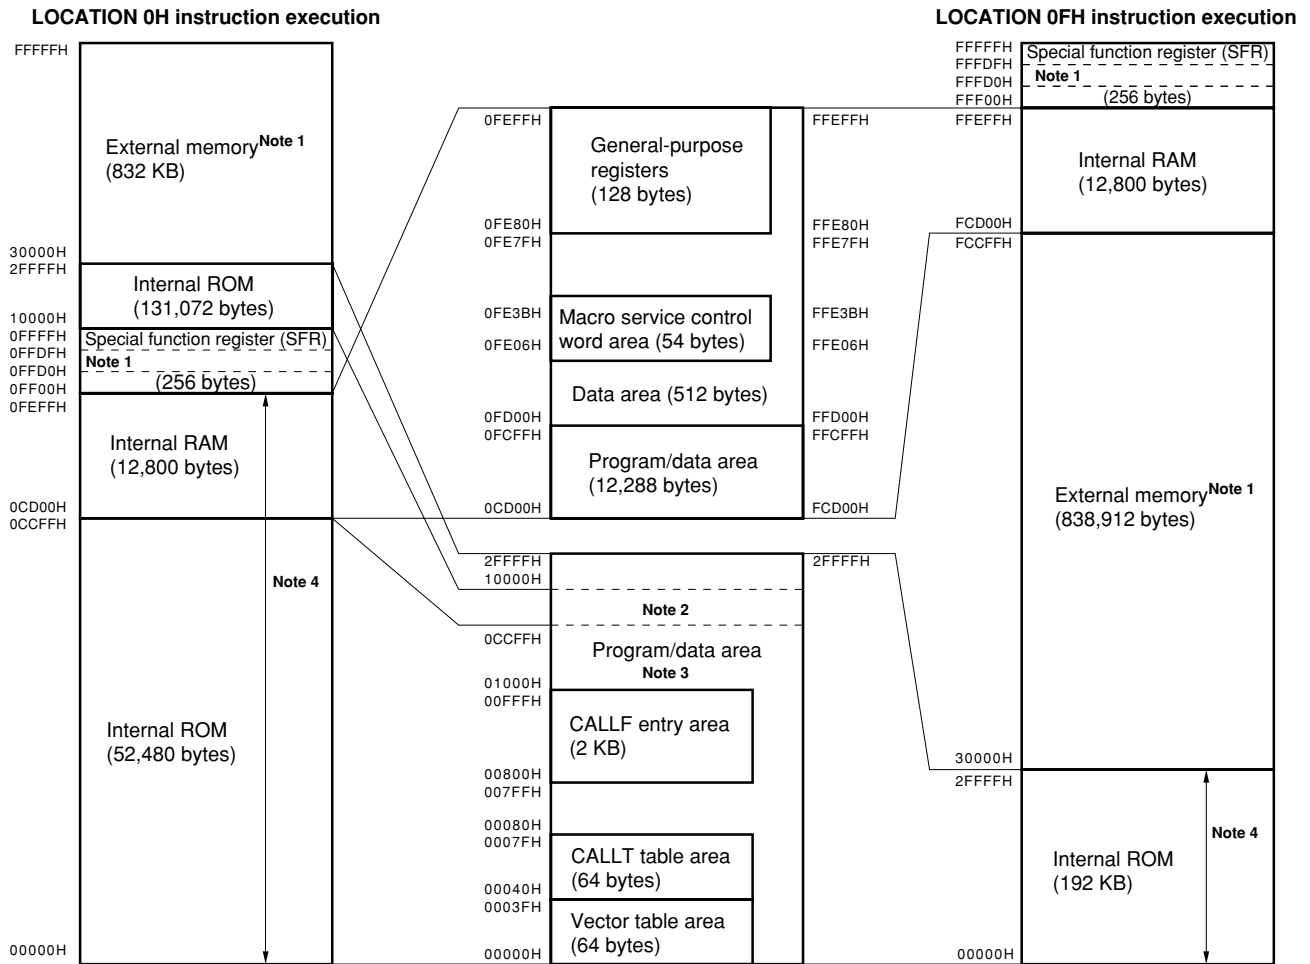 LOCATION 0H instruction execution
FFFFFH
External memory Note 1
(832 KB)
30000H
2FFFFH
Internal ROM
(131,072 bytes)
10000H
0FFFFH
Special function register (SFR)
0FFDFH
Note 1
0FFD0H
(256 bytes)
0FF00H
0FEFFH
Internal RAM
(12,800 bytes)
0CD00H
0CCFFH
Note 4
Internal ROM
(52,480 bytes)
00000H
0FEFFH
General-purpose
registers
(128 bytes)
FFEFFH
0FE80H
FFE80H
0FE7FH
FFE7FH
0FE3BH
FFE3BH
Macro service control
word area (54 bytes)
0FE06H
FFE06H
Data area (512 bytes)
0FD00H
FFD00H
0FCFFH
FFCFFH
Program/data area
(12,288 bytes)
0CD00H
FCD00H
2FFFFH
2FFFFH
10000H
Note 2
0CCFFH
Program/data area
Note 3
01000H
00FFFH
CALLF entry area
(2 KB)
00800H
007FFH
00080H
0007FH
CALLT table area
(64 bytes)
00040H
0003FH
Vector table area
(64 bytes)
00000H
LOCATION 0FH instruction execution
FFFFFH
Special function register (SFR)
FFFDFH
Note 1
FFFD0H
(256 bytes)
FFF00H
FFEFFH
Internal RAM
(12,800 bytes)
FCD00H
FCCFFH
External memory Note 1
(838,912 bytes)
30000H
2FFFFH
Note 4
Internal ROM
(192 KB)
00000H